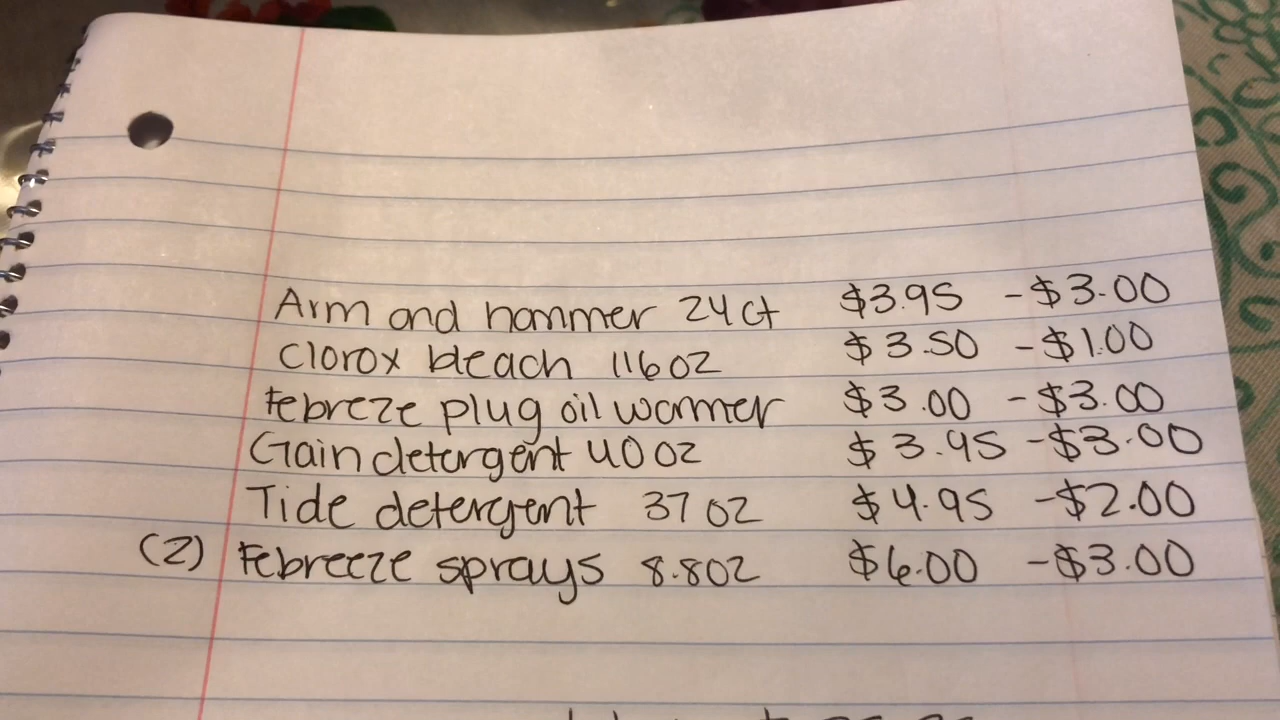 Arm and hammer 24ct $3.95 -$3.00
Clorox bleach 116oz $3.50 -$1.00
Febreze plug oil warmer $3.00 -$3.00
Gain detergent 40oz $3.95 -$3.00
Tide detergent 37oz $4.95 -$2.00
(2) Febreeze sprays 8.8oz $6.00 -$3.00